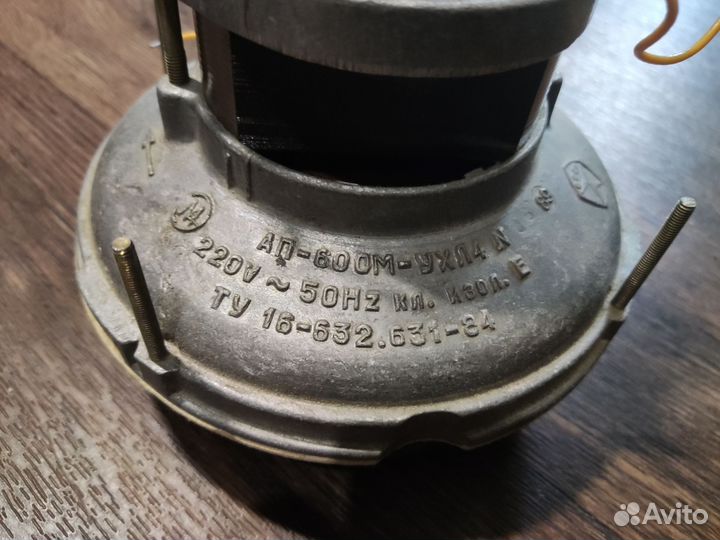 АП-600М-УХЛ4 N
220V ~ 50HZ кл. изол. Е
ТУ 16-632.631-84
Avito